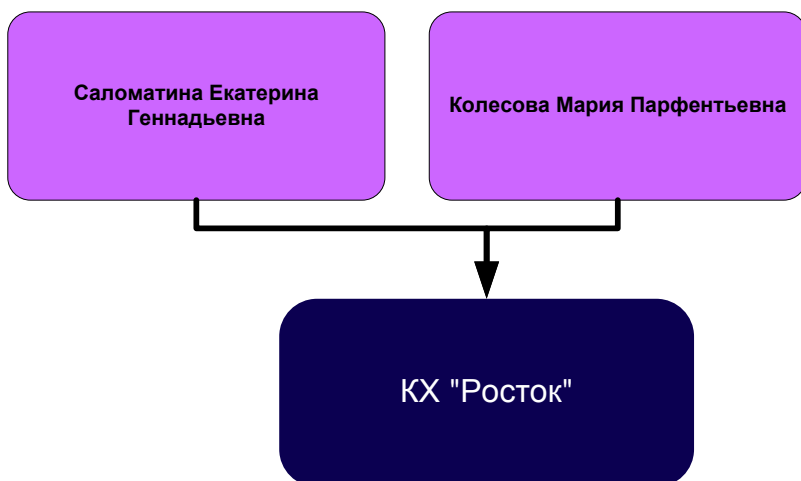 Саломатина Екатерина
Геннадьевна
Колесова Мария Парфентьевна
КХ "Росток"